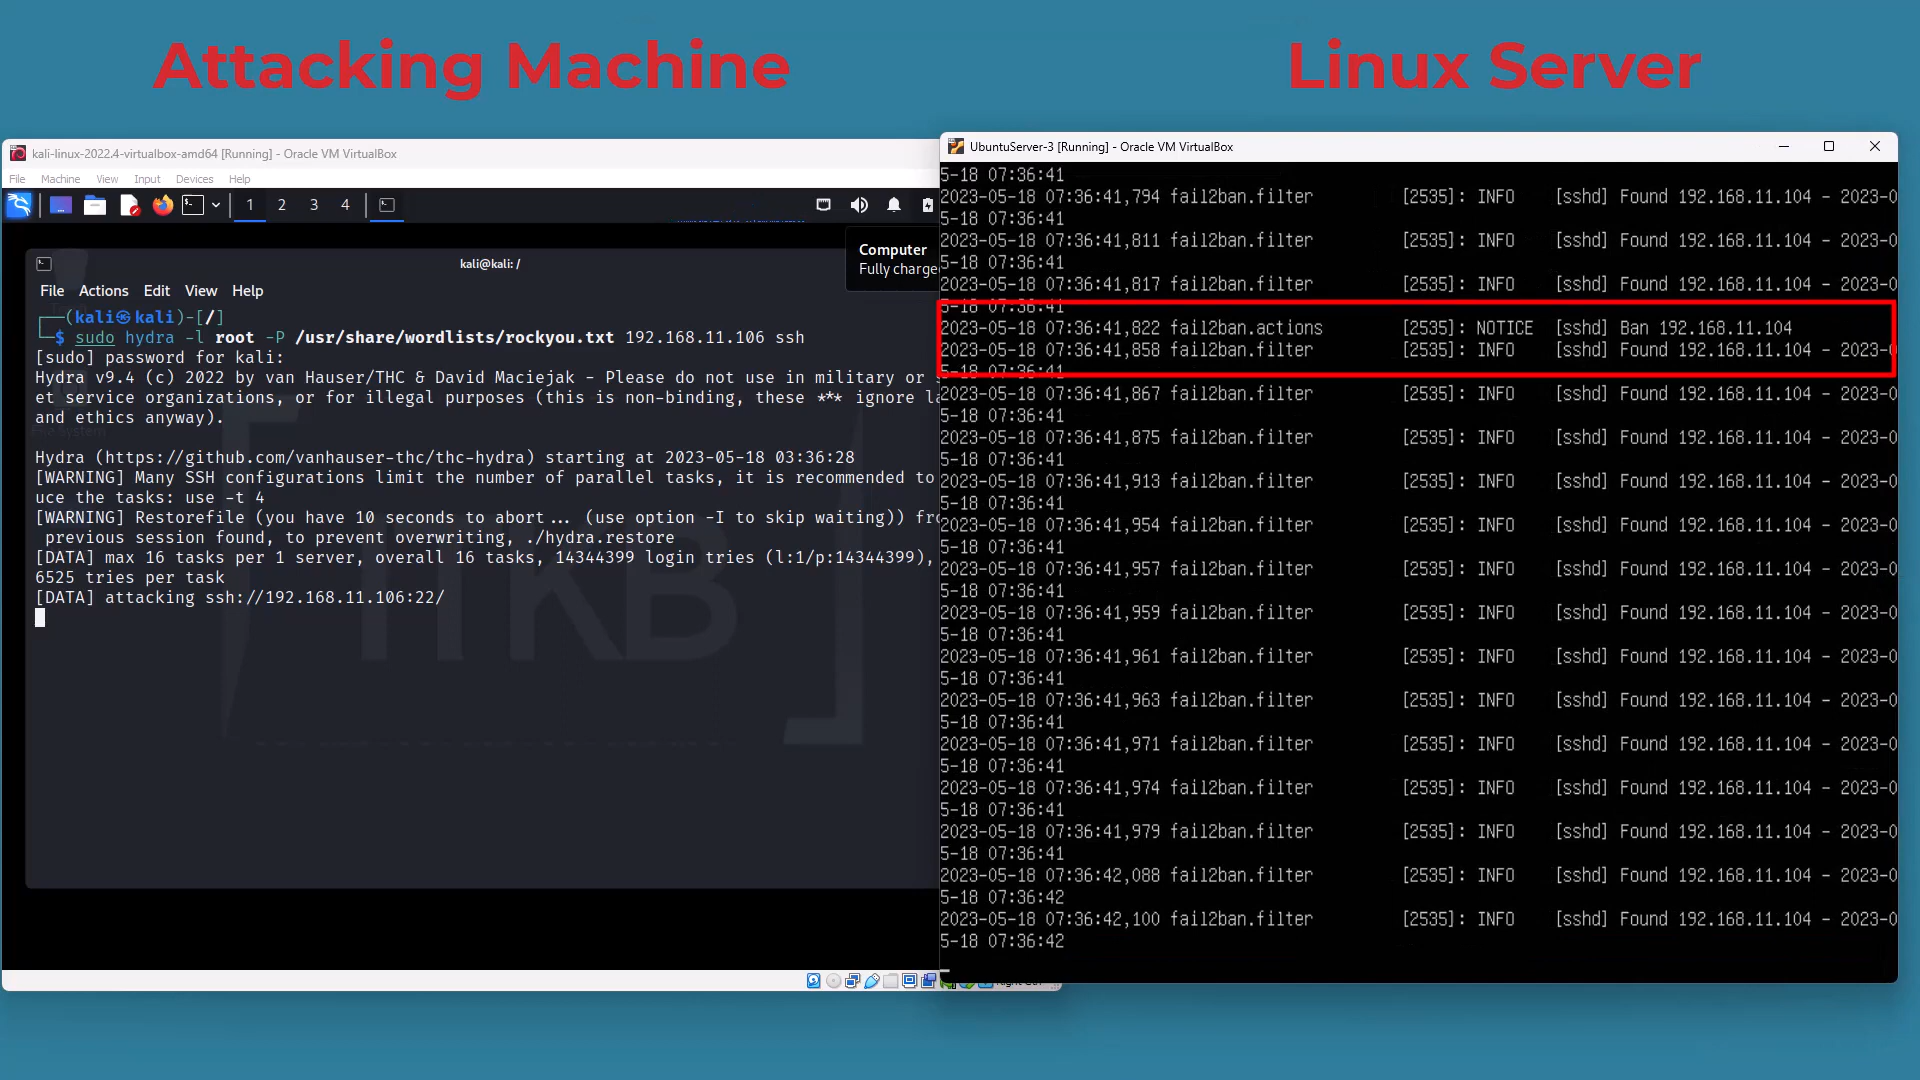 Attacking Machine
Linux Server
kali-linux-2022.4-virtualbox-amd64 [Running] - Oracle VM VirtualBox
File Machine View Input Devices Help
1 2 3 4
Computer
Fully charge
kali@kali: /
File Actions Edit View Help
(kali㉿kali)-[/]
$ sudo hydra -l root -P /usr/share/wordlists/rockyou.txt 192.168.11.106 ssh
[sudo] password for kali:
Hydra v9.4 (c) 2022 by van Hauser/THC & David Maciejak - Please do not use in military or s
et service organizations, or for illegal purposes (this is non-binding, these *** ignore la
and ethics anyway).
Hydra (https://github.com/vanhauser-thc/thc-hydra) starting at 2023-05-18 03:36:28
[WARNING] Many SSH configurations limit the number of parallel tasks, it is recommended to
uce the tasks: use -t 4
[WARNING] Restorefile (you have 10 seconds to abort... (use option -I to skip waiting)) fro
previous session found, to prevent overwriting, ./hydra.restore
[DATA] max 16 tasks per 1 server, overall 16 tasks, 14344399 login tries (l:1/p:14344399),
6525 tries per task
[DATA] attacking ssh://192.168.11.106:22/
UbuntuServer-3 [Running] - Oracle VM VirtualBox
5-18 07:36:41
2023-05-18 07:36:41,794 fail2ban.filter [2535]: INFO [sshd] Found 192.168.11.104 - 2023-0
5-18 07:36:41
2023-05-18 07:36:41,811 fail2ban.filter [2535]: INFO [sshd] Found 192.168.11.104 - 2023-0
5-18 07:36:41
2023-05-18 07:36:41,817 fail2ban.filter [2535]: INFO [sshd] Found 192.168.11.104 - 2023-0
5-18 07:36:41
2023-05-18 07:36:41,822 fail2ban.actions [2535]: NOTICE [sshd] Ban 192.168.11.104
2023-05-18 07:36:41,858 fail2ban.filter [2535]: INFO [sshd] Found 192.168.11.104 - 2023-0
5-18 07:36:41
2023-05-18 07:36:41,867 fail2ban.filter [2535]: INFO [sshd] Found 192.168.11.104 - 2023-0
5-18 07:36:41
2023-05-18 07:36:41,875 fail2ban.filter [2535]: INFO [sshd] Found 192.168.11.104 - 2023-0
5-18 07:36:41
2023-05-18 07:36:41,913 fail2ban.filter [2535]: INFO [sshd] Found 192.168.11.104 - 2023-0
5-18 07:36:41
2023-05-18 07:36:41,954 fail2ban.filter [2535]: INFO [sshd] Found 192.168.11.104 - 2023-0
5-18 07:36:41
2023-05-18 07:36:41,957 fail2ban.filter [2535]: INFO [sshd] Found 192.168.11.104 - 2023-0
5-18 07:36:41
2023-05-18 07:36:41,959 fail2ban.filter [2535]: INFO [sshd] Found 192.168.11.104 - 2023-0
5-18 07:36:41
2023-05-18 07:36:41,961 fail2ban.filter [2535]: INFO [sshd] Found 192.168.11.104 - 2023-0
5-18 07:36:41
2023-05-18 07:36:41,963 fail2ban.filter [2535]: INFO [sshd] Found 192.168.11.104 - 2023-0
5-18 07:36:41
2023-05-18 07:36:41,971 fail2ban.filter [2535]: INFO [sshd] Found 192.168.11.104 - 2023-0
5-18 07:36:41
2023-05-18 07:36:41,974 fail2ban.filter [2535]: INFO [sshd] Found 192.168.11.104 - 2023-0
5-18 07:36:41
2023-05-18 07:36:41,979 fail2ban.filter [2535]: INFO [sshd] Found 192.168.11.104 - 2023-0
5-18 07:36:41
2023-05-18 07:36:42,088 fail2ban.filter [2535]: INFO [sshd] Found 192.168.11.104 - 2023-0
5-18 07:36:42
2023-05-18 07:36:42,100 fail2ban.filter [2535]: INFO [sshd] Found 192.168.11.104 - 2023-0
5-18 07:36:42